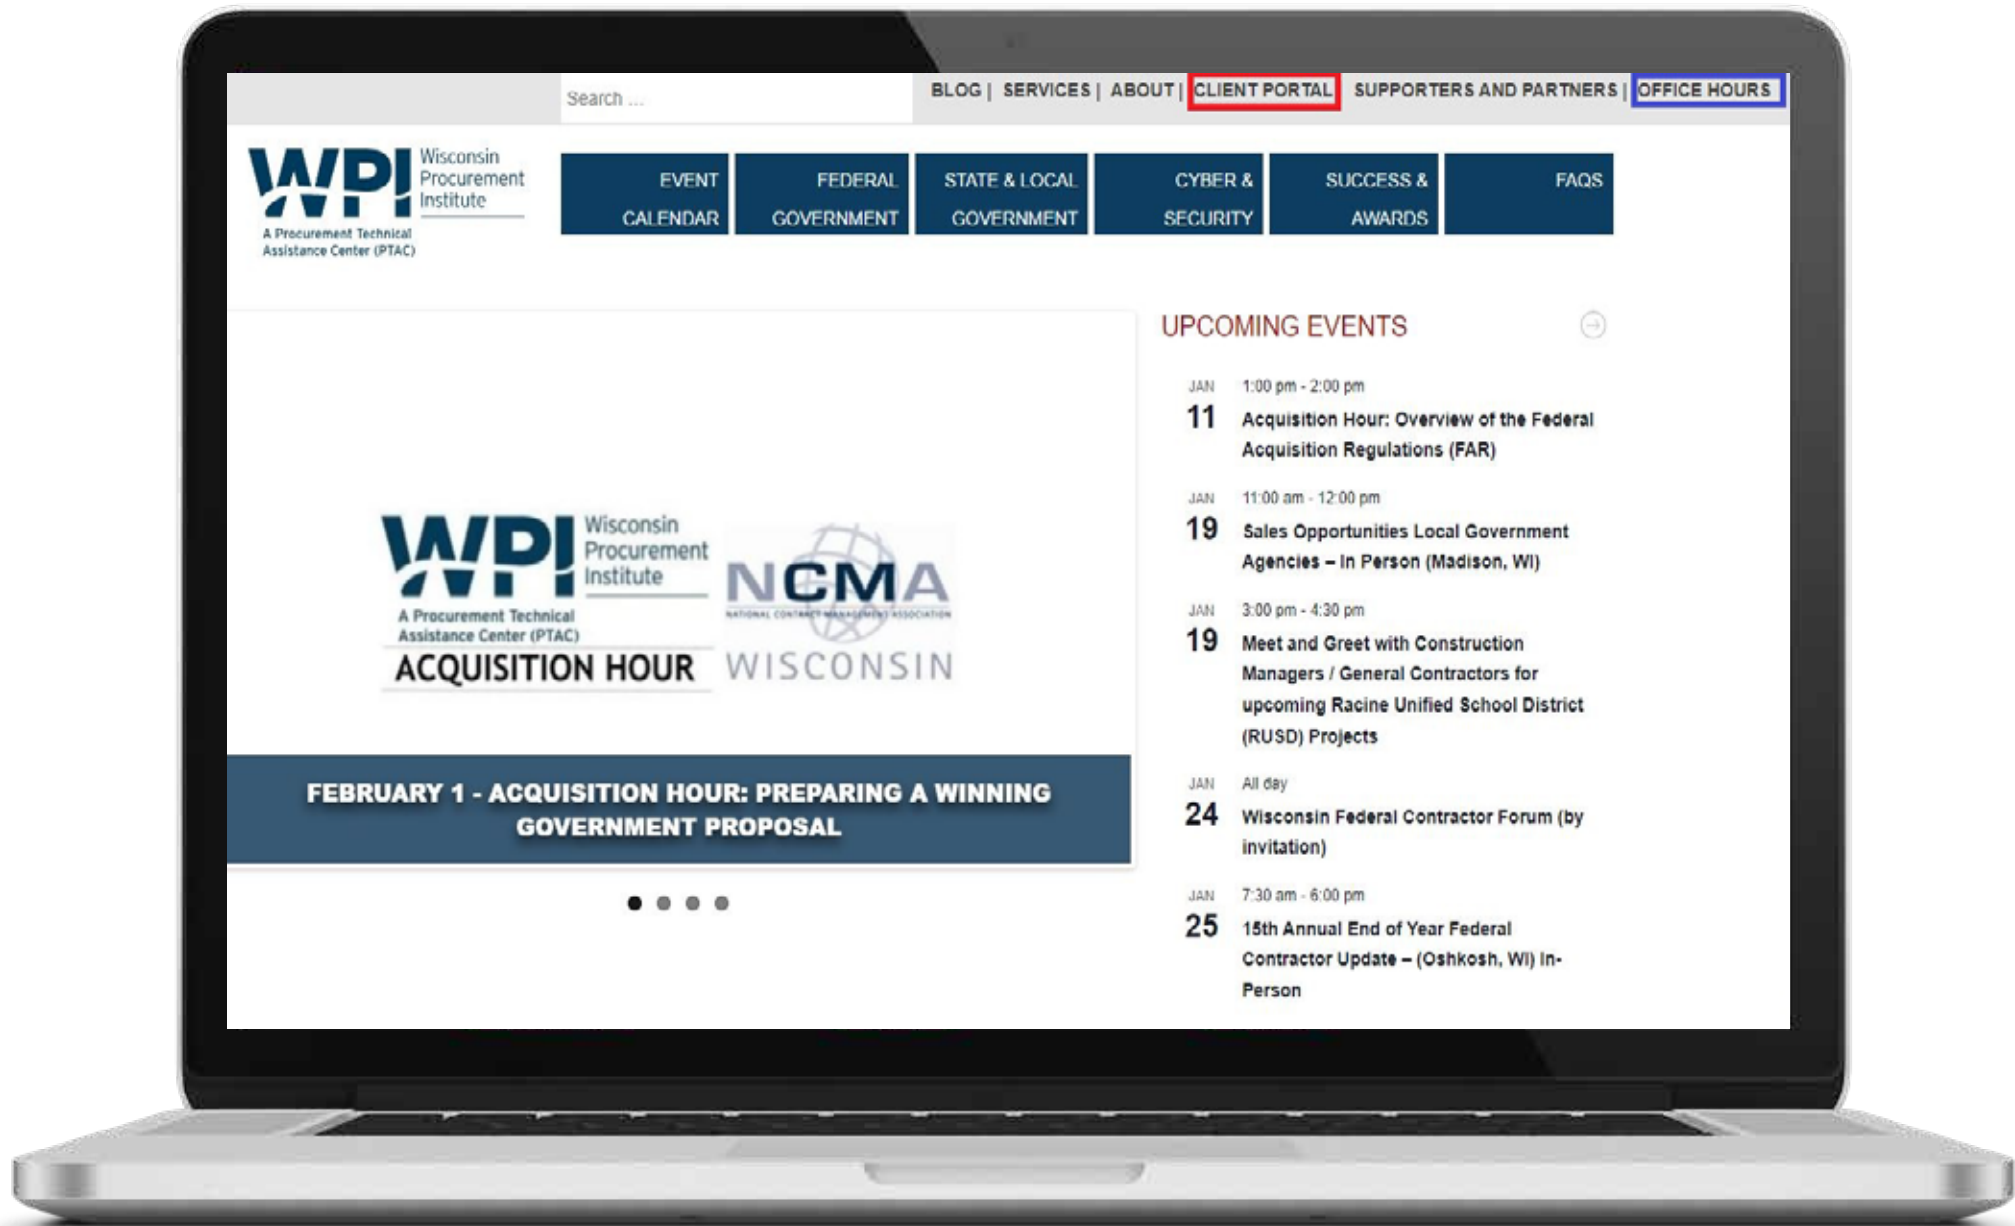 Search ...
BLOG | SERVICES | ABOUT | CLIENT PORTAL SUPPORTERS AND PARTNERS | OFFICE HOURS
WPI
Wisconsin
Procurement
Institute
A Procurement Technical
Assistance Center (PTAC)
EVENT
CALENDAR
FEDERAL
GOVERNMENT
STATE & LOCAL
GOVERNMENT
CYBER &
SECURITY
SUCCESS &
AWARDS
FAQS
WPI
Wisconsin
Procurement
Institute
A Procurement Technical
Assistance Center (PTAC)
ACQUISITION HOUR
NCMA
NATIONAL CONTRACT MANAGEMENT ASSOCIATION
WISCONSIN
FEBRUARY 1 - ACQUISITION HOUR: PREPARING A WINNING
GOVERNMENT PROPOSAL
UPCOMING EVENTS
JAN 1:00 pm - 2:00 pm
11 Acquisition Hour: Overview of the Federal
Acquisition Regulations (FAR)
JAN 11:00 am - 12:00 pm
19 Sales Opportunities Local Government
Agencies – In Person (Madison, WI)
JAN 3:00 pm - 4:30 pm
19 Meet and Greet with Construction
Managers / General Contractors for
upcoming Racine Unified School District
(RUSD) Projects
JAN All day
24 Wisconsin Federal Contractor Forum (by
invitation)
JAN 7:30 am - 6:00 pm
25 15th Annual End of Year Federal
Contractor Update – (Oshkosh, WI) In-
Person